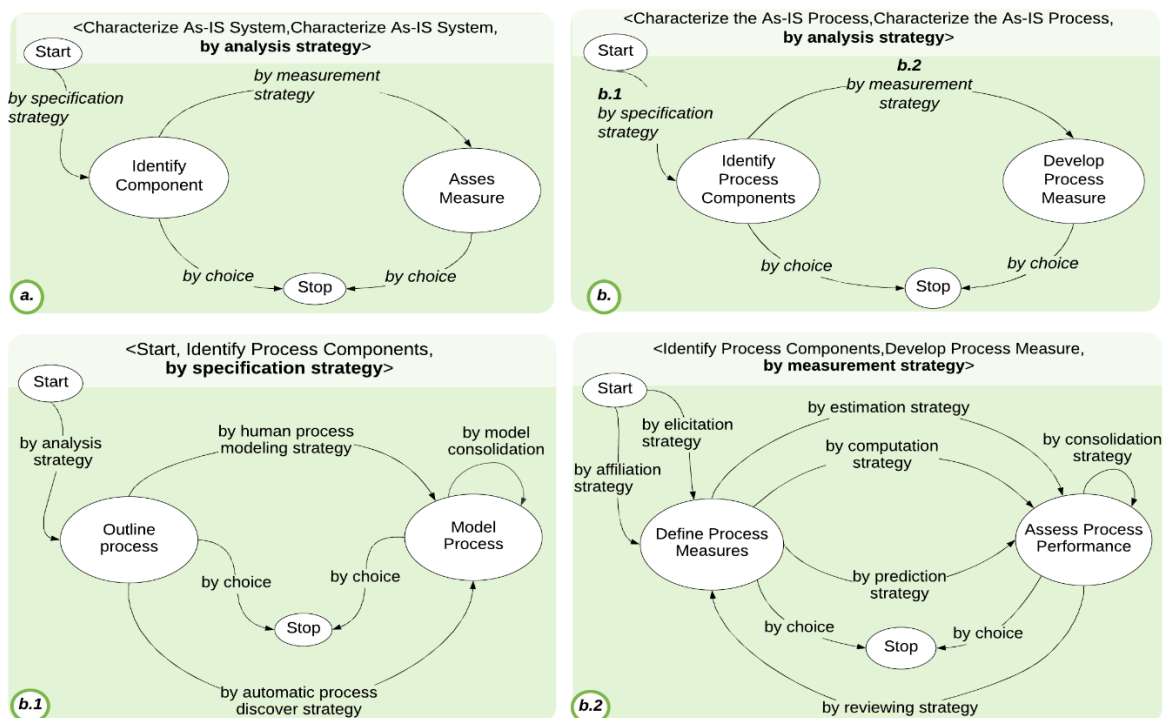 <Characterize As-IS System,Characterize As-IS System,
by analysis strategy>
Start
by specification
strategy
by measurement
strategy
Identify
Component
Asses
Measure
by choice
by choice
Stop
a.
<Characterize the As-IS Process,Characterize the As-IS Process,
by analysis strategy>
Start
b.1
by specification
strategy
b.2
by measurement
strategy
Identify
Process
Components
Develop
Process
Measure
by choice
by choice
Stop
b.
<Start, Identify Process Components,
by specification strategy>
Start
by analysis
strategy
by human process
modeling strategy
by model
consolidation
Outline
process
Model
Process
by choice
by choice
Stop
by automatic process
discover strategy
b.1
<Identify Process Components,Develop Process Measure,
by measurement strategy>
Start
by elicitation
strategy
by affiliation
strategy
by estimation strategy
by computation
strategy
by consolidation
strategy
Define Process
Measures
Assess Process
Performance
by prediction
strategy
by choice
by choice
Stop
by reviewing strategy
b.2